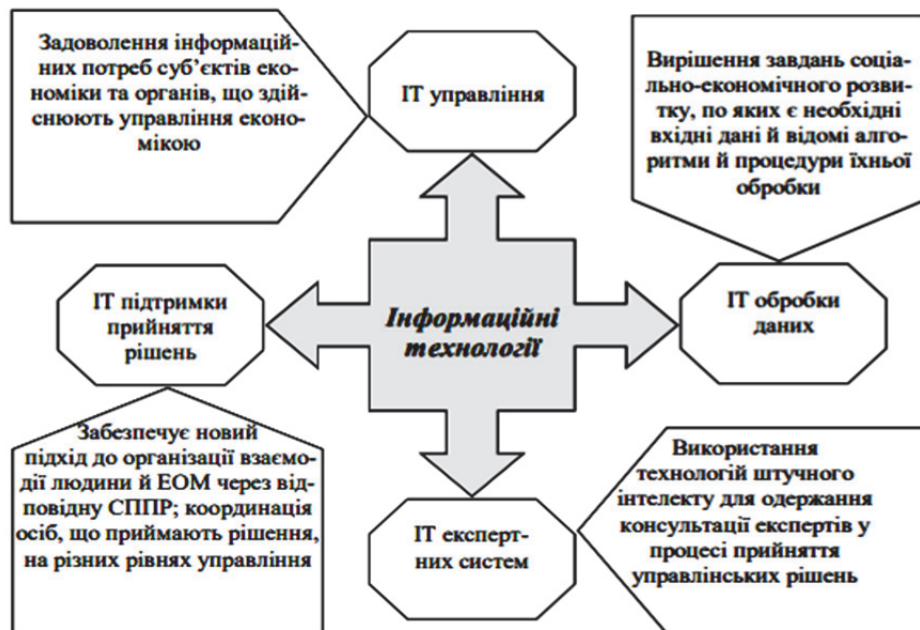 Задоволення інформацій-
них потреб суб’єктів еко-
номіки та органів, що здій-
снюють управління еконо-
мікою
ІТ управління
Вирішення завдань соціа-
льно-економічного розви-
тку, по яких є необхідні
вхідні дані й відомі алго-
ритми й процедури їхньої
обробки
ІТ підтримки
прийняття
рішень
Інформаційні
технології
ІТ обробки
даних
Забезпечує новий
підхід до організації взаємо-
дії людини й ЕОМ через від-
повідну СППР; координація
осіб, що приймають рішення,
на різних рівнях управління
ІТ експерт-
них систем
Використання
технологій штучного
інтелекту для одержання
консультації експертів у
процесі прийняття
управлінських рішень